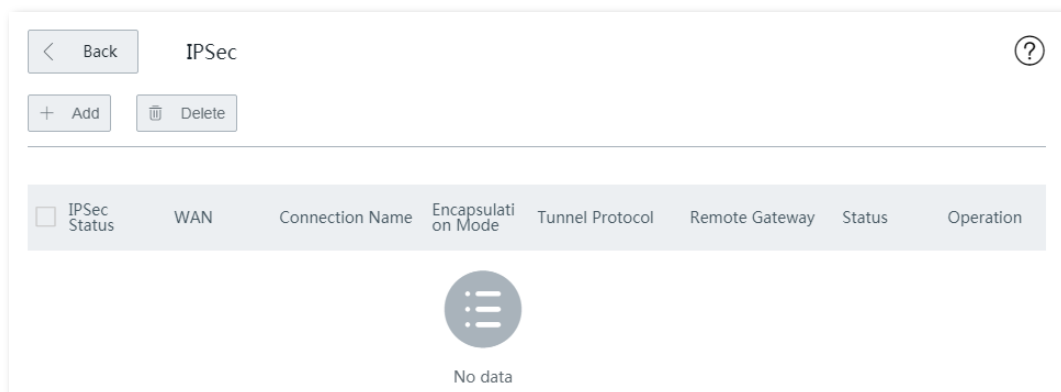 Back IPSec
Add Delete
IPSec Status WAN Connection Name Encapsulati on Mode Tunnel Protocol Remote Gateway Status Operation
No data